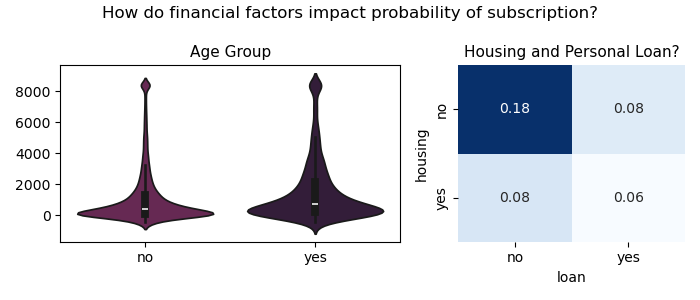 How do financial factors impact probability of subscription?
Age Group
Housing and Personal Loan?
8000
6000
4000
2000
0
no
yes
housing
no
yes
0.18
0.08
0.08
0.06
no
yes
loan